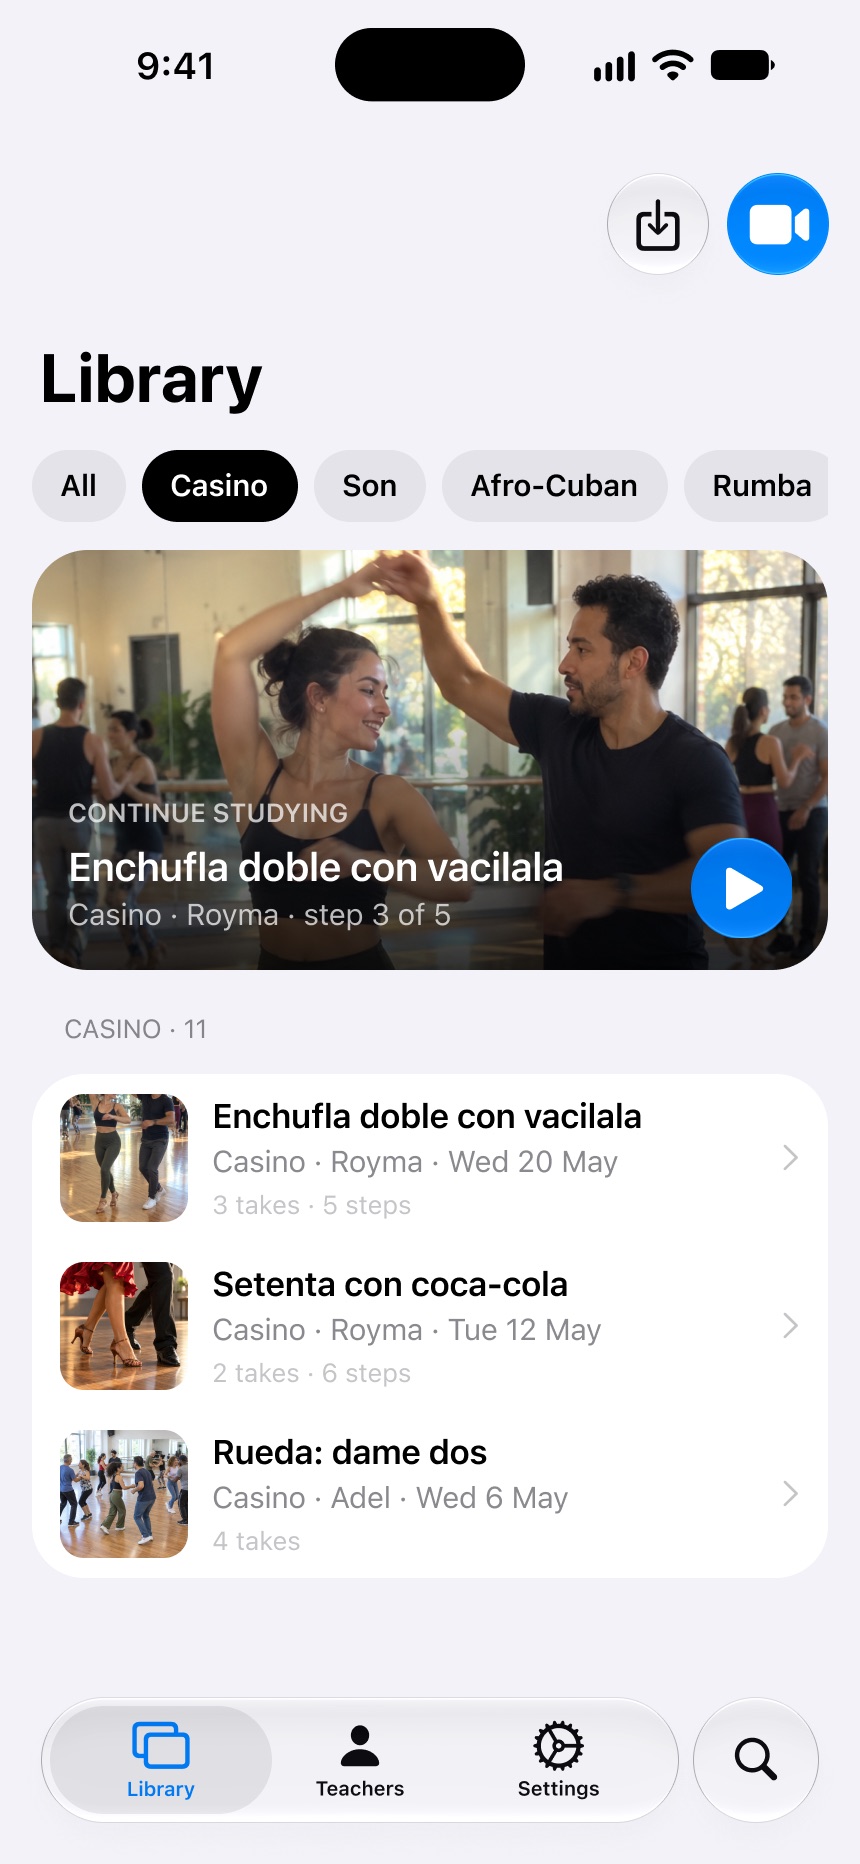 9:41
Library
All
Casino
Son
Afro-Cuban
Rumba
CONTINUE STUDYING
Enchufla doble con vacilala
Casino · Royma · step 3 of 5
CASINO · 11
Enchufla doble con vacilala
Casino · Royma · Wed 20 May
3 takes · 5 steps
Setenta con coca-cola
Casino · Royma · Tue 12 May
2 takes · 6 steps
Rueda: dame dos
Casino · Adel · Wed 6 May
4 takes
Library
Teachers
Settings